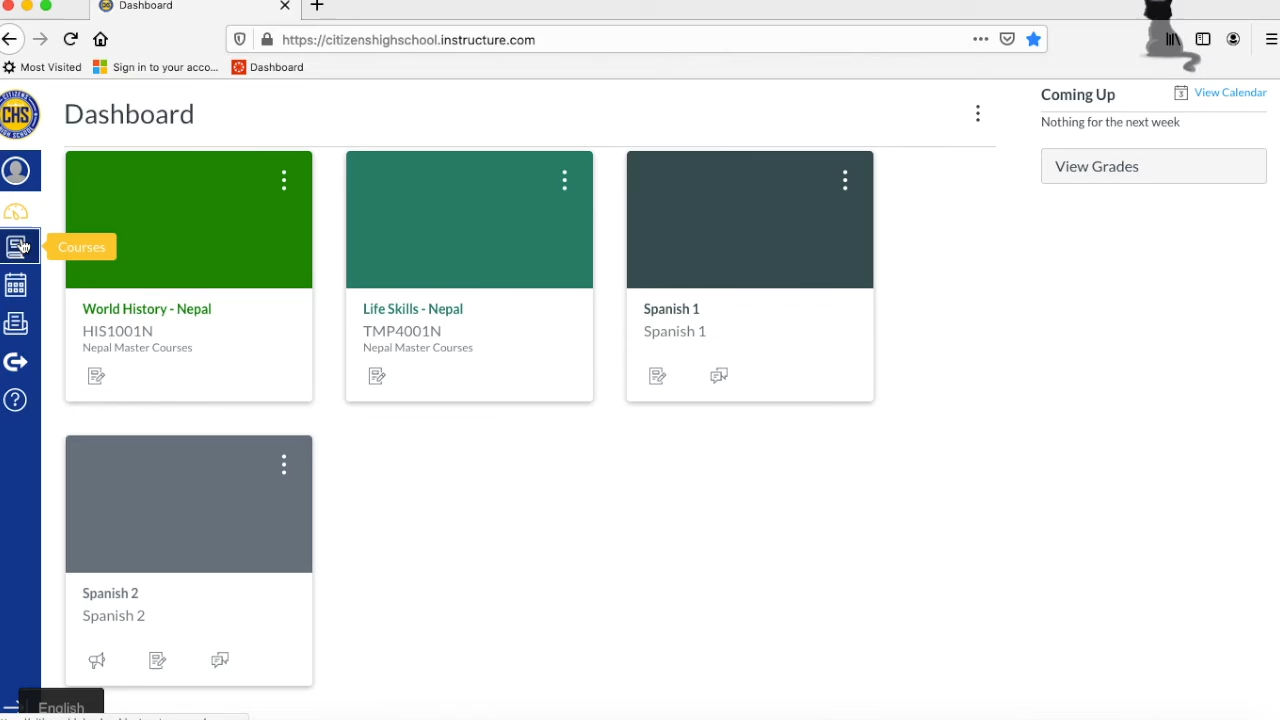 Dashboard
https://citizenshighschool.instructure.com
Most Visited
Sign in to your acco...
Dashboard
CHS
Dashboard
Coming Up
3
View Calendar
Nothing for the next week
View Grades
Courses
World History - Nepal
HIS1001N
Nepal Master Courses
Life Skills - Nepal
TMP4001N
Nepal Master Courses
Spanish 1
Spanish 1
Spanish 2
Spanish 2
English